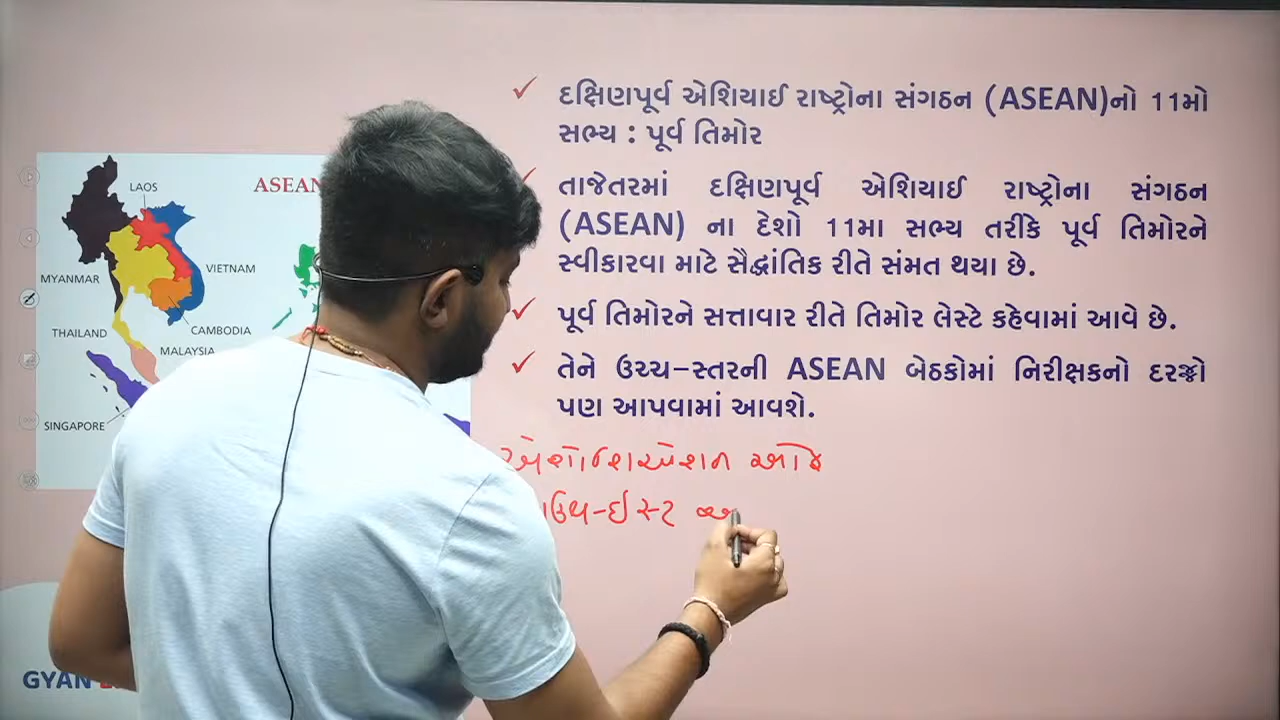 LAOS
ASEAN
MYANMAR
VIETNAM
THAILAND
CAMBODIA
MALAYSIA
SINGAPORE
દક્ષિણપૂર્વ એશિયાઈ રાષ્ટ્રોના સંગઠન (ASEAN)નો 11મો
સભ્ય : પૂર્વ તિમોર
તાજેતરમાં દક્ષિણપૂર્વ એશિયાઈ રાષ્ટ્રોના સંગઠન
(ASEAN) ના દેશો 11મા સભ્ય તરીકે પૂર્વ તિમોરને
સ્વીકારવા માટે સૈદ્ધાંતિક રીતે સંમત થયા છે.
પૂર્વ તિમોરને સત્તાવાર રીતે તિમોર લેસ્ટે કહેવામાં આવે છે.
તેને ઉચ્ચ-સ્તરની ASEAN બેઠકોમાં નિરીક્ષકનો દરજ્જો
પણ આપવામાં આવશે.
ઇસ્ટ
GYAN